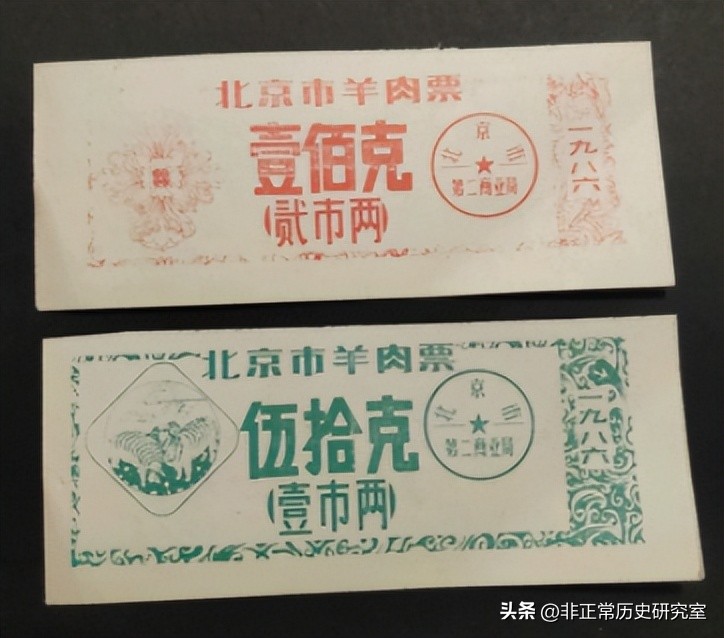 北京市羊肉票
壹佰克
(贰市两)
北京市
第二商业局
一九八六
北京市羊肉票
伍拾克
(壹市两)
北京市
第二商业局
一九八六
头条 @非正常历史研究室